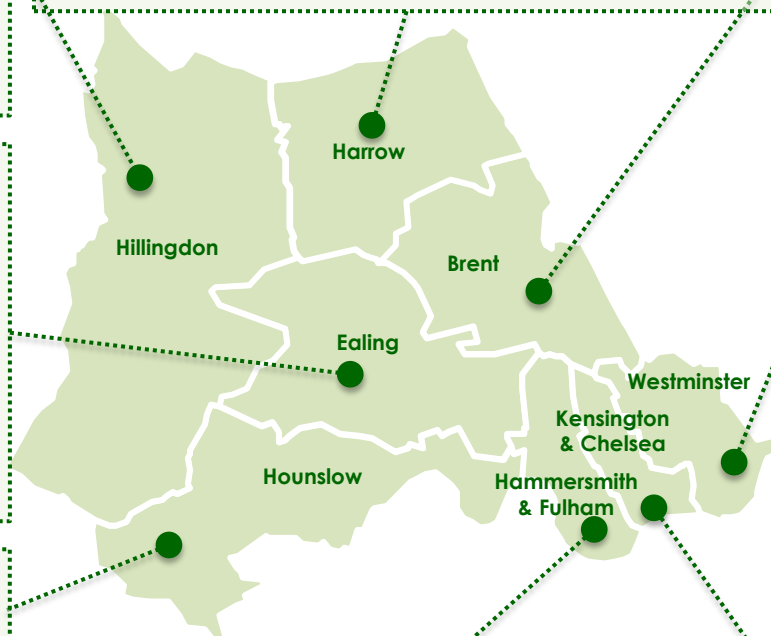 Harrow
Hillingdon
Brent
Ealing
Westminster
Kensington
& Chelsea
Hounslow
Hammersmith
& Fulham